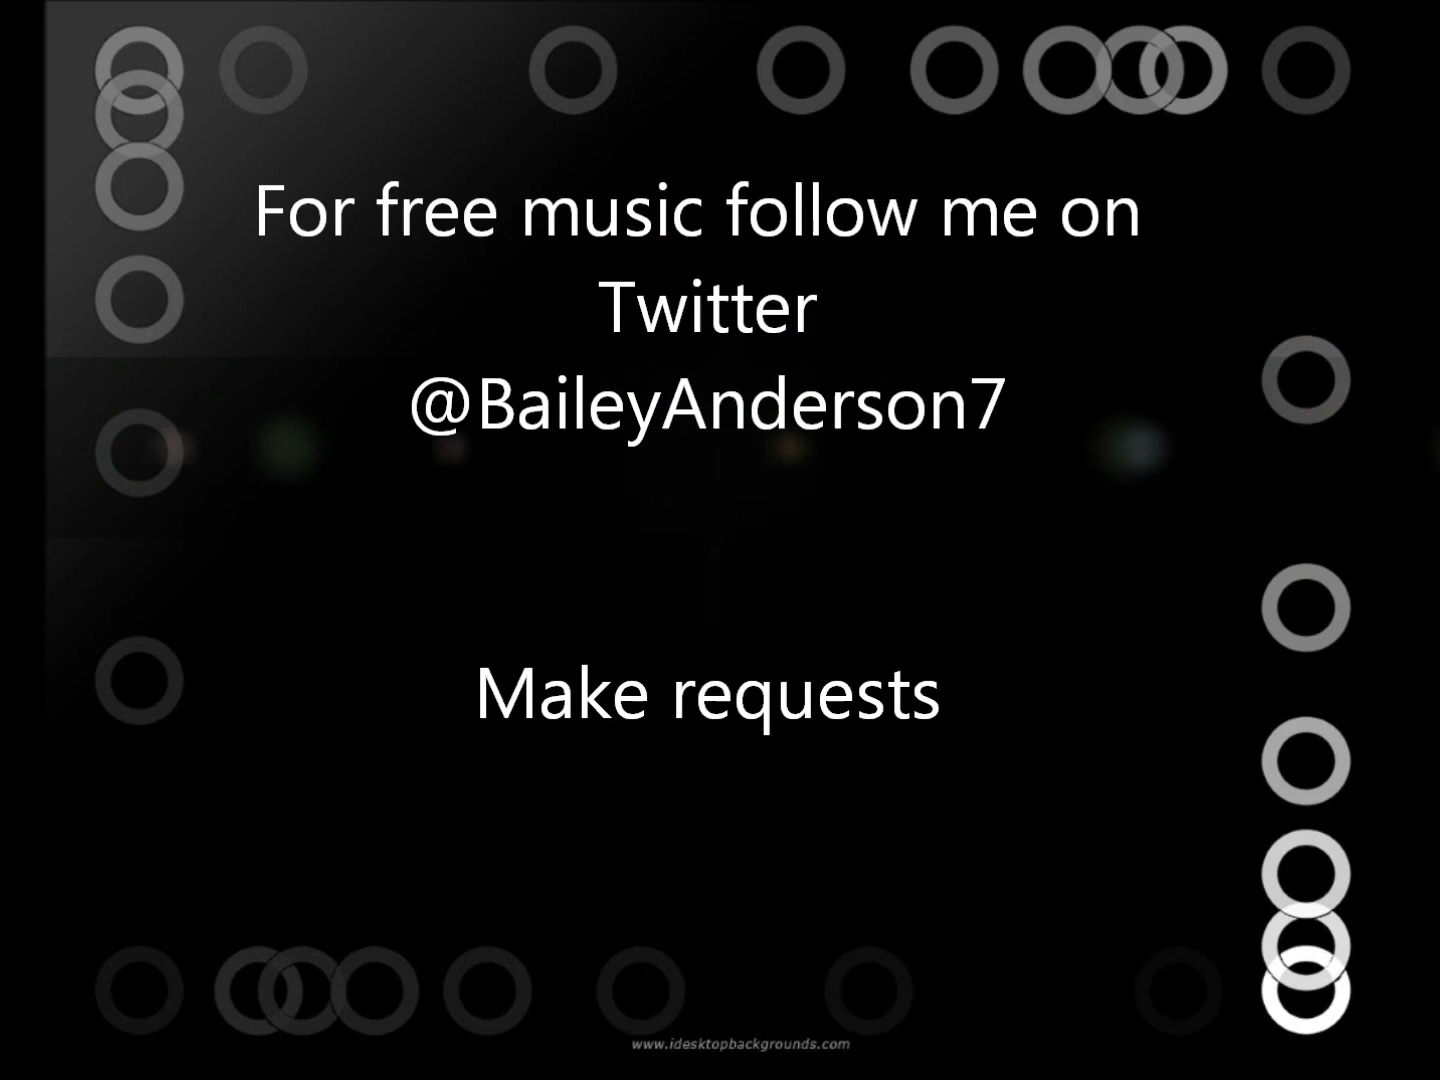 For free music follow me on
Twitter
@BaileyAnderson7
Make requests
www.idesktopbackgrounds.com